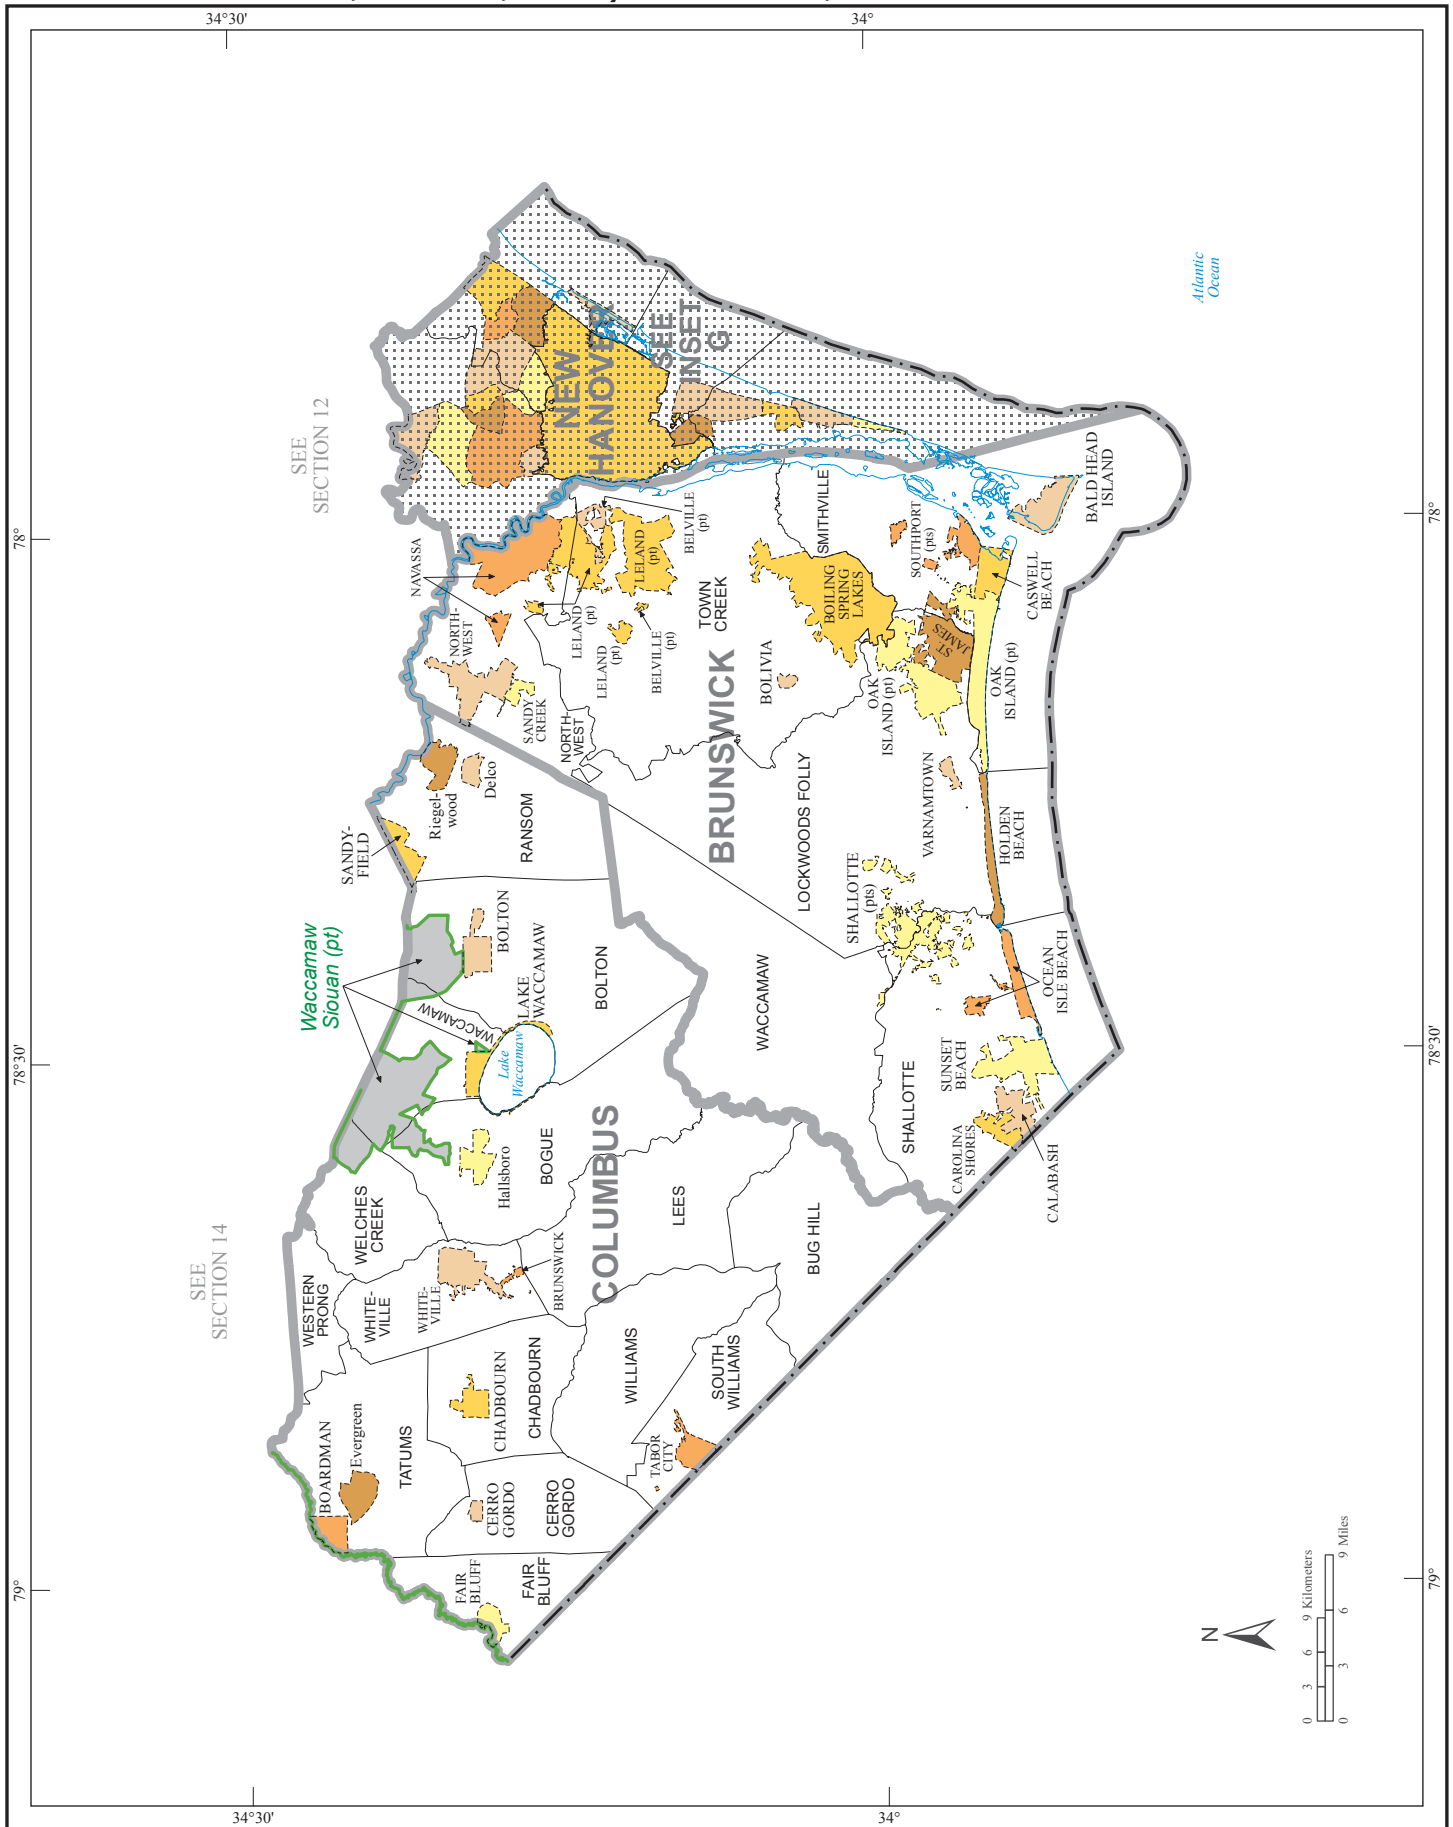 34°30'
34°
SEE
SECTION 12
78°
78°
Atlantic
Ocean
NEW
HANOVER
SEE
INSET
G
NAVASSA
NORTH-
WEST
SANDY
CREEK
NORTH-
WEST
LELAND
(pt)
LELAND
(pt)
LELAND
(pt)
BELVILLE
(pt)
BELVILLE
(pt)
TOWN
CREEK
SMITHVILLE
BOILING
SPRING
LAKES
SOUTHPORT
(pts)
BALD HEAD
ISLAND
CASWELL
BEACH
ST.
JAMES
OAK
ISLAND (pt)
OAK
ISLAND (pt)
BOLIVIA
BRUNSWICK
LOCKWOODS FOLLY
VARNAMTOWN
HOLDEN
BEACH
SHALLOTTE
(pts)
OCEAN
ISLE BEACH
SUNSET
BEACH
SHALLOTTE
CAROLINA
SHORES
CALABASH
WACCAMAW
SANDY-
FIELD
Riegel-
wood
Delco
RANSOM
Waccamaw
Siouan (pt)
BOLTON
LAKE
WACCAMAW
WACCAMAW
BOLTON
Lake
Waccamaw
78°30'
78°30'
Hallsboro
BOGUE
COLUMBUS
WELCHES
CREEK
LEES
BUG HILL
SEE
SECTION 14
WESTERN
PRONG
WHITE-
VILLE
WHITE-
VILLE
BRUNSWICK
CHADBOURN
CHADBOURN
WILLIAMS
SOUTH
WILLIAMS
TABOR
CITY
BOARDMAN
Evergreen
TATUMS
CERRO
GORDO
CERRO
GORDO
FAIR
BLUFF
FAIR
BLUFF
79°
79°
N
0 3 6 9 Kilometers
0 3 6 9 Miles
34°30'
34°